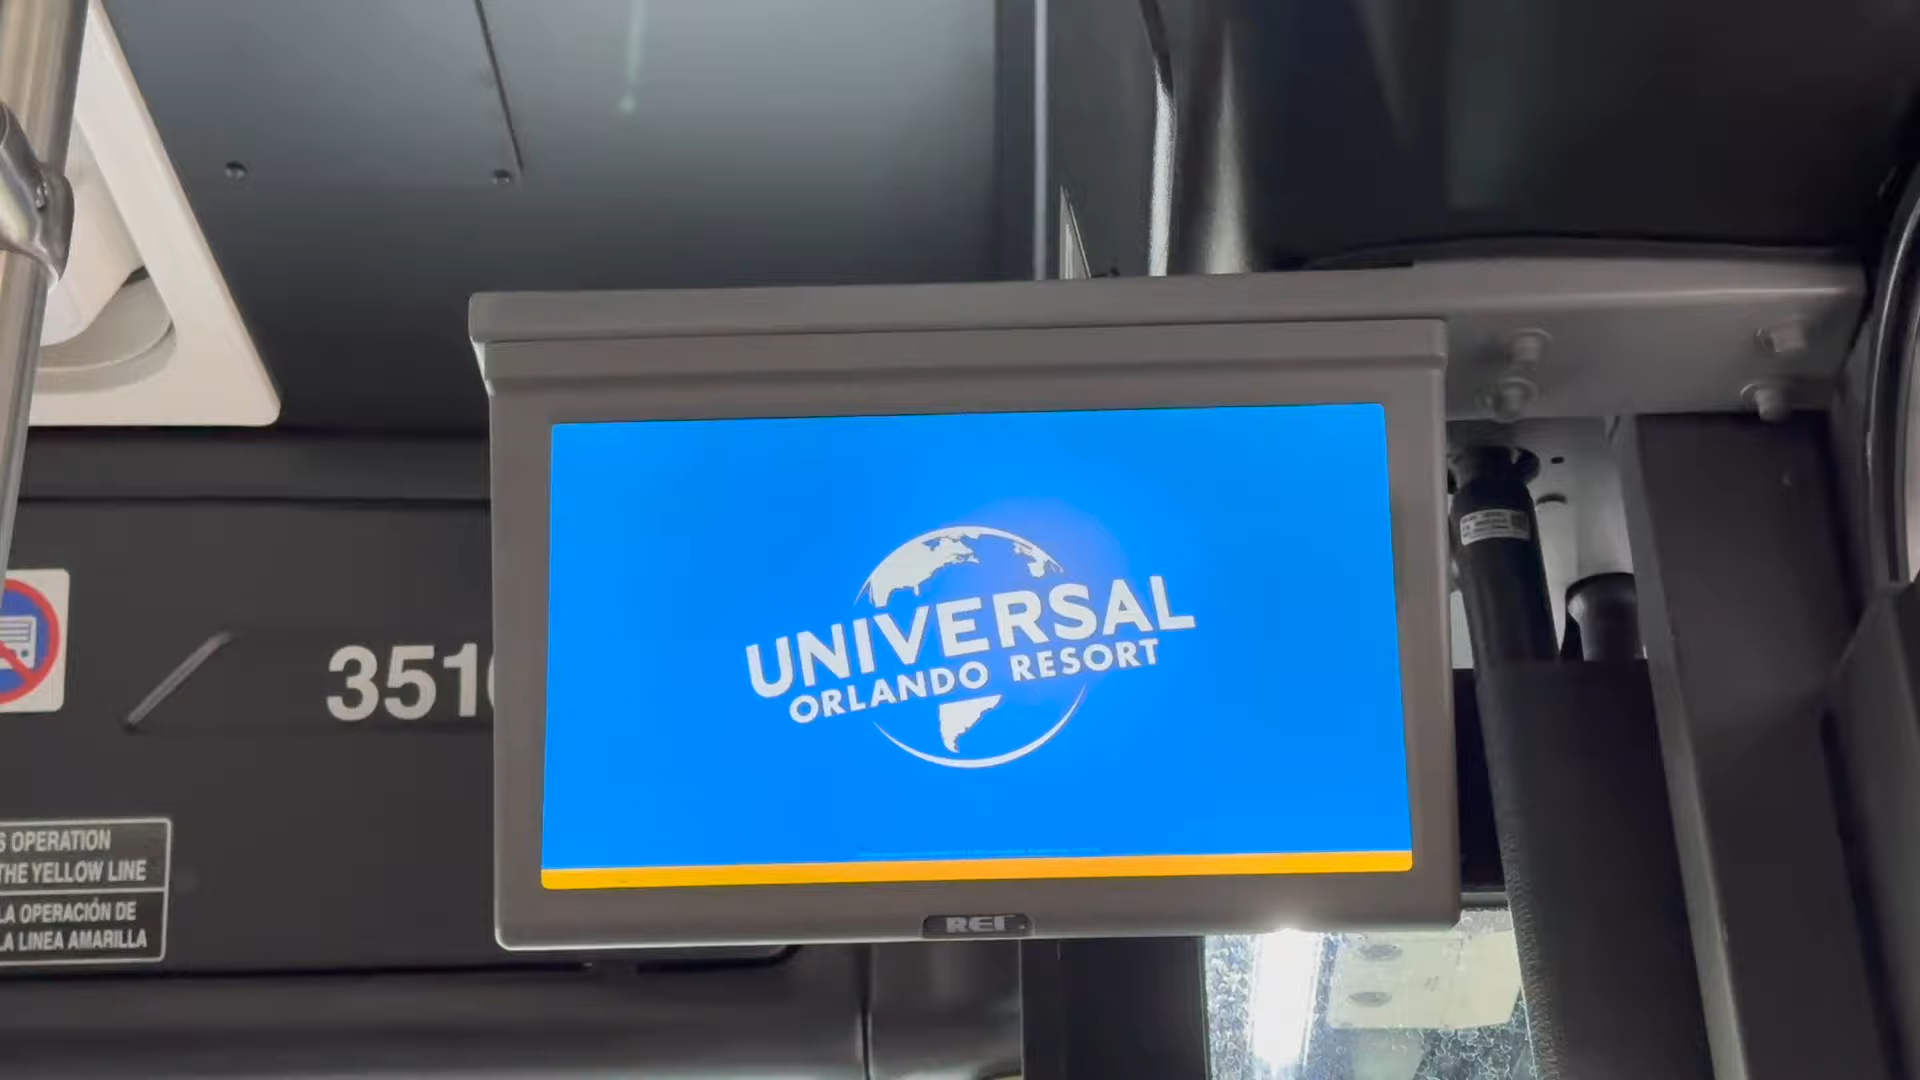 UNIVERSAL
ORLANDO RESORT
351
OPERATION
THE YELLOW LINE
LA OPERACIÓN DE
LA LINEA AMARILLA
REI